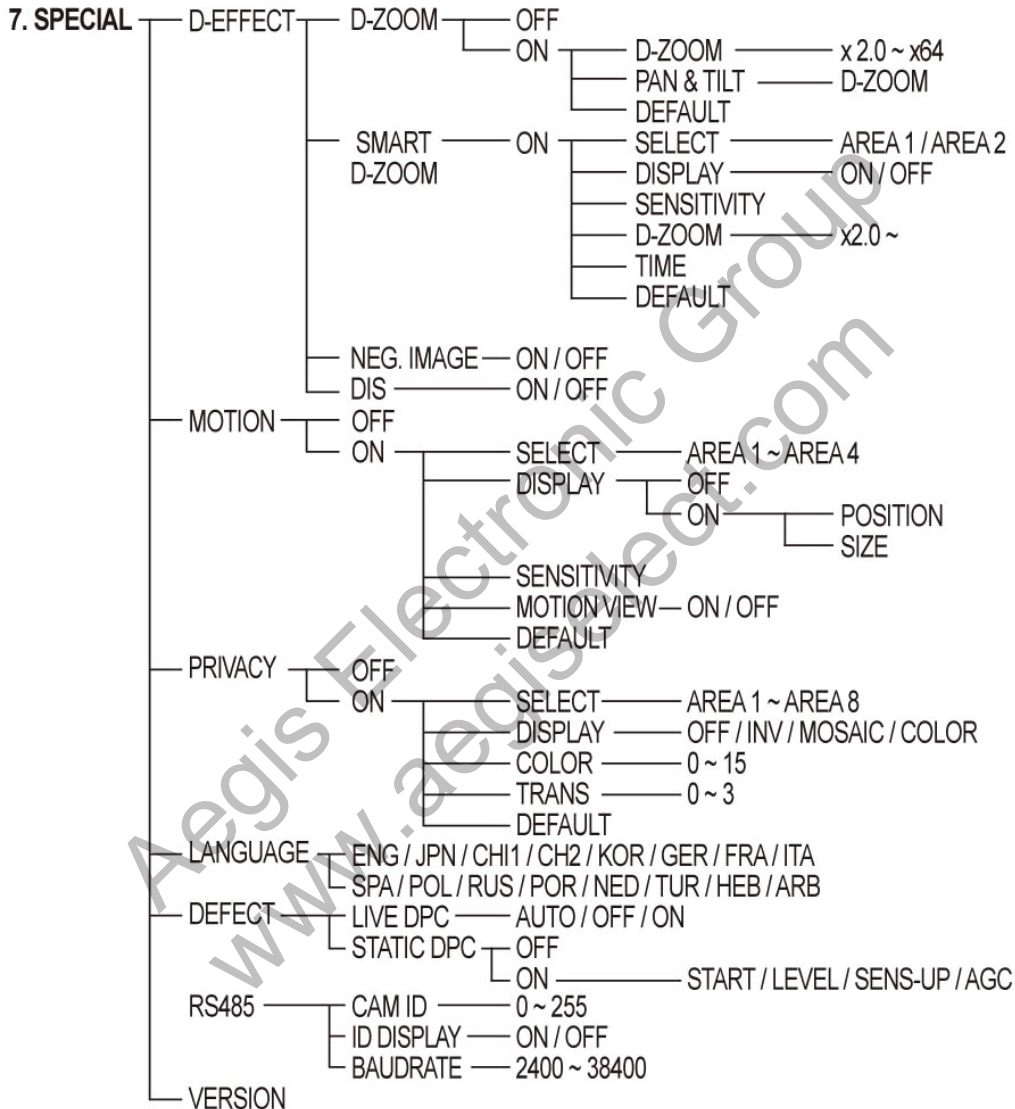 7. SPECIAL D-EFFECT D-ZOOM OFF
ON D-ZOOM x 2.0 ~ x64
PAN & TILT D-ZOOM
DEFAULT
SMART ON SELECT AREA 1 / AREA 2
D-ZOOM DISPLAY ON / OFF
SENSITIVITY
D-ZOOM x2.0 ~
TIME
DEFAULT
NEG. IMAGE ON / OFF
DIS ON / OFF
MOTION OFF
ON SELECT AREA 1 ~ AREA 4
DISPLAY OFF
ON POSITION
SIZE
SENSITIVITY
MOTION VIEW ON / OFF
DEFAULT
PRIVACY OFF
ON SELECT AREA 1 ~ AREA 8
DISPLAY OFF / INV / MOSAIC / COLOR
COLOR 0 ~ 15
TRANS 0 ~ 3
DEFAULT
LANGUAGE ENG / JPN / CHI1 / CH2 / KOR / GER / FRA / ITA
SPA / POL / RUS / POR / NED / TUR / HEB / ARB
DEFECT LIVE DPC AUTO / OFF / ON
STATIC DPC OFF
ON START / LEVEL / SENS-UP / AGC
RS485 CAM ID 0 ~ 255
ID DISPLAY ON / OFF
BAUDRATE 2400 ~ 38400
VERSION
Aegis Electronic Group
www.aegiselect.com